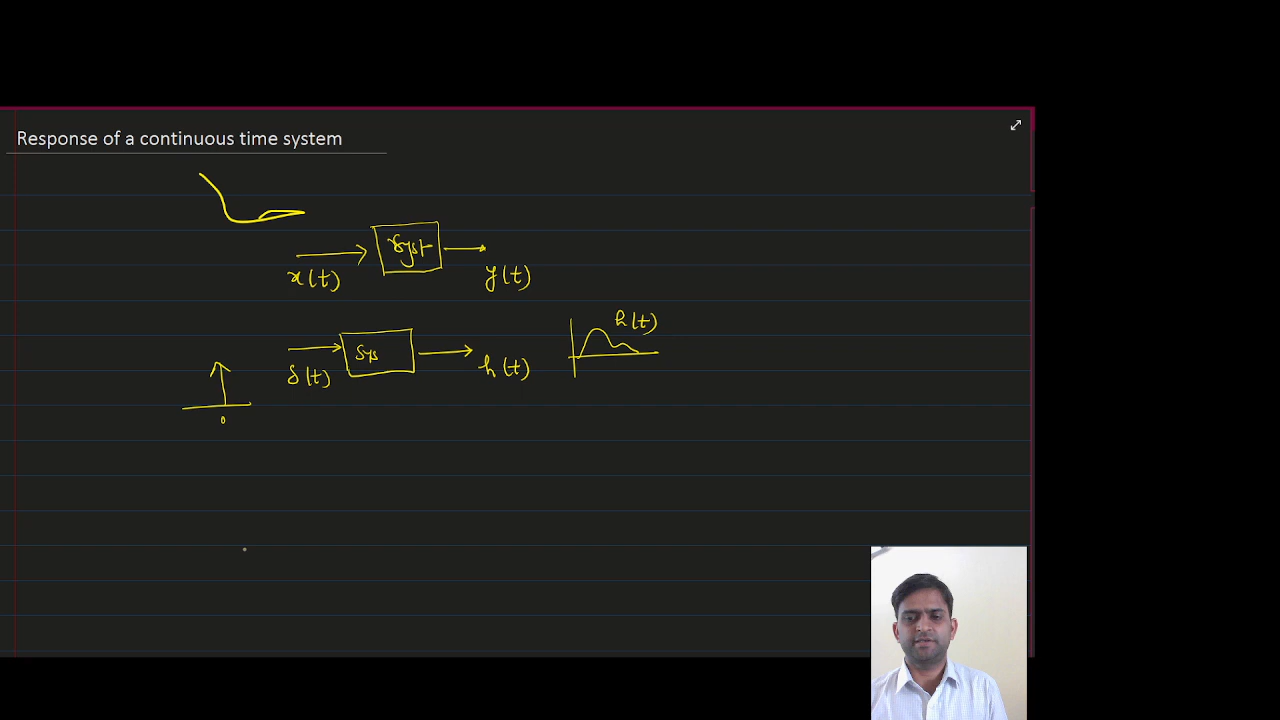 Response of a continuous time system
Syst
x(t)
y(t)
h(t)
Sys
δ(t)
h(t)
0